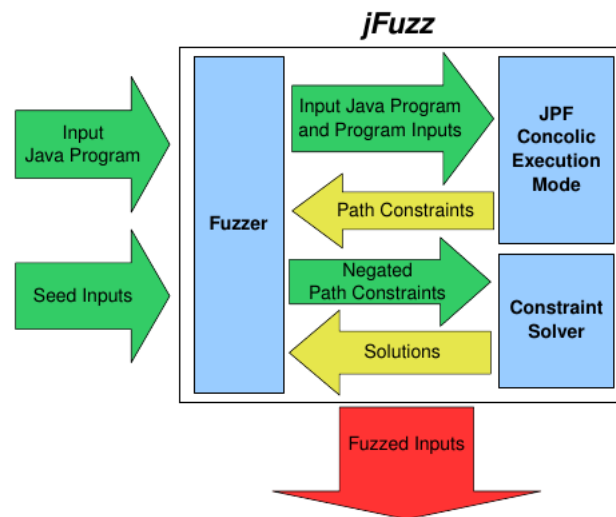 jFuzz
Input
Java Program
Seed Inputs
Fuzzer
Input Java Program
and Program Inputs
Path Constraints
Negated
Path Constraints
Solutions
JPF
Concolic
Execution
Mode
Constraint
Solver
Fuzzed Inputs